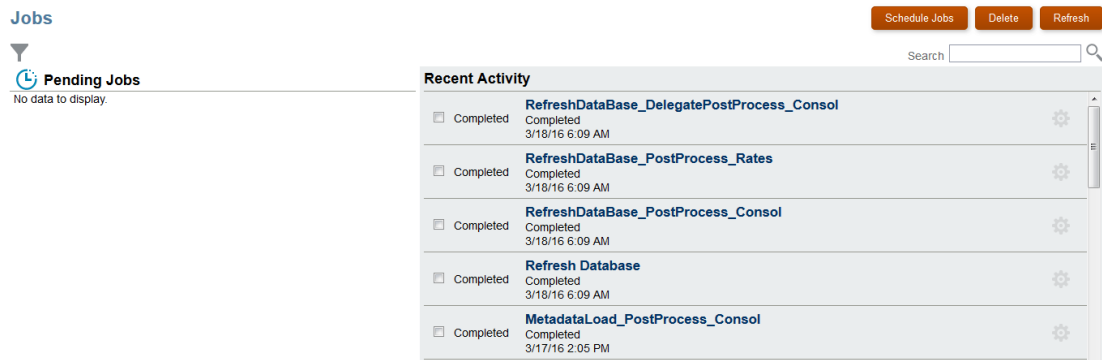 Jobs
Schedule Jobs Delete Refresh
Search
Pending Jobs
No data to display.
Recent Activity
Completed
RefreshDataBase_DelegatePostProcess_Consol
Completed
3/18/16 6:09 AM
Completed
RefreshDataBase_PostProcess_Rates
Completed
3/18/16 6:09 AM
Completed
RefreshDataBase_PostProcess_Consol
Completed
3/18/16 6:09 AM
Completed
Refresh Database
Completed
3/18/16 6:09 AM
Completed
MetadataLoad_PostProcess_Consol
Completed
3/17/16 2:05 PM